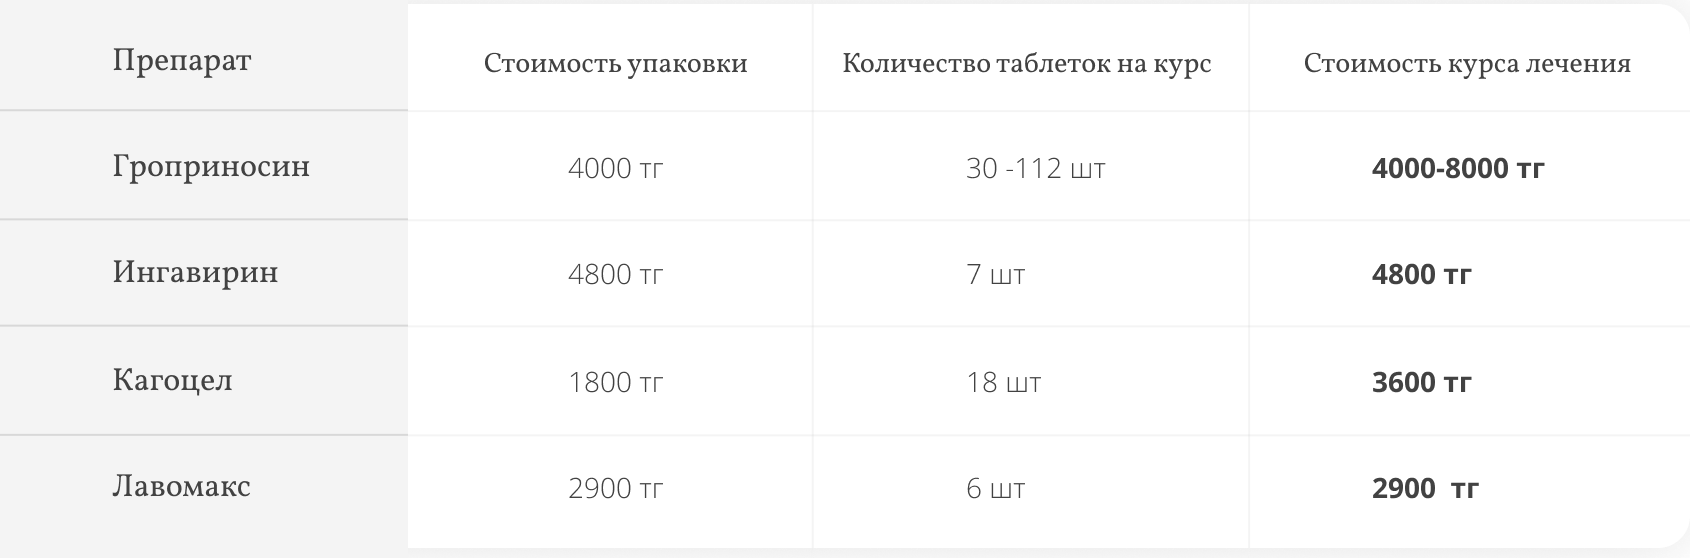 Препарат Стоимость упаковки Количество таблеток на курс Стоимость курса лечения
Гроприносин 4000 тг 30 -112 шт 4000-8000 тг
Ингавирин 4800 тг 7 шт 4800 тг
Кагоцел 1800 тг 18 шт 3600 тг
Лавомакс 2900 тг 6 шт 2900 тг